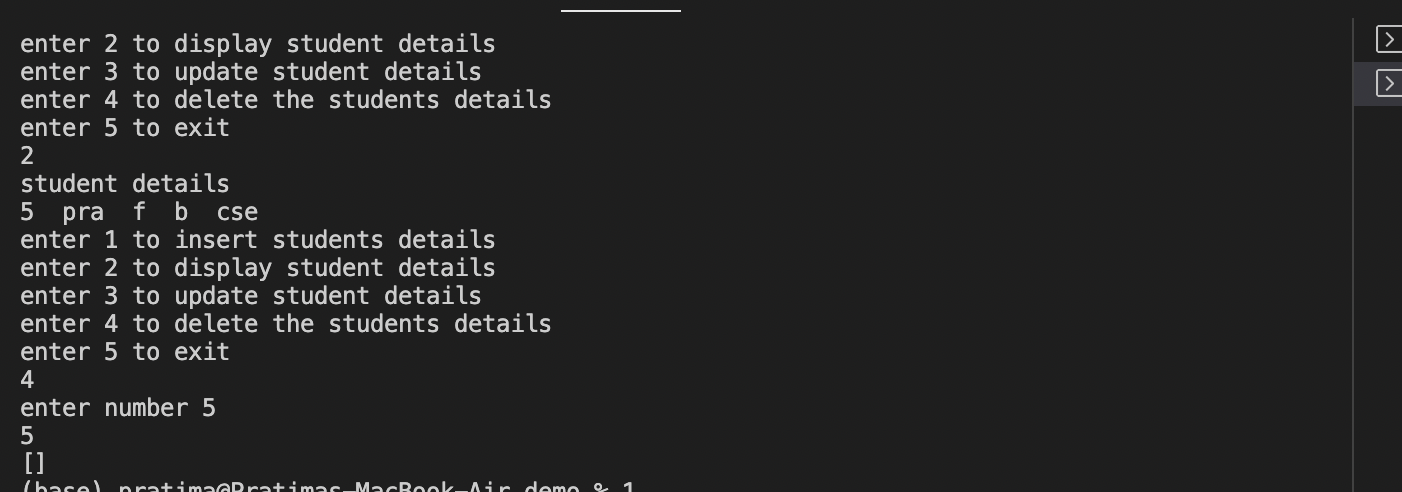 enter 2 to display student details
enter 3 to update student details
enter 4 to delete the students details
enter 5 to exit
2
student details
5  pra  f  b  cse
enter 1 to insert students details
enter 2 to display student details
enter 3 to update student details
enter 4 to delete the students details
enter 5 to exit
4
enter number 5
5
[]
(base) pratima@Pratimas-MacBook-Air demo % 1